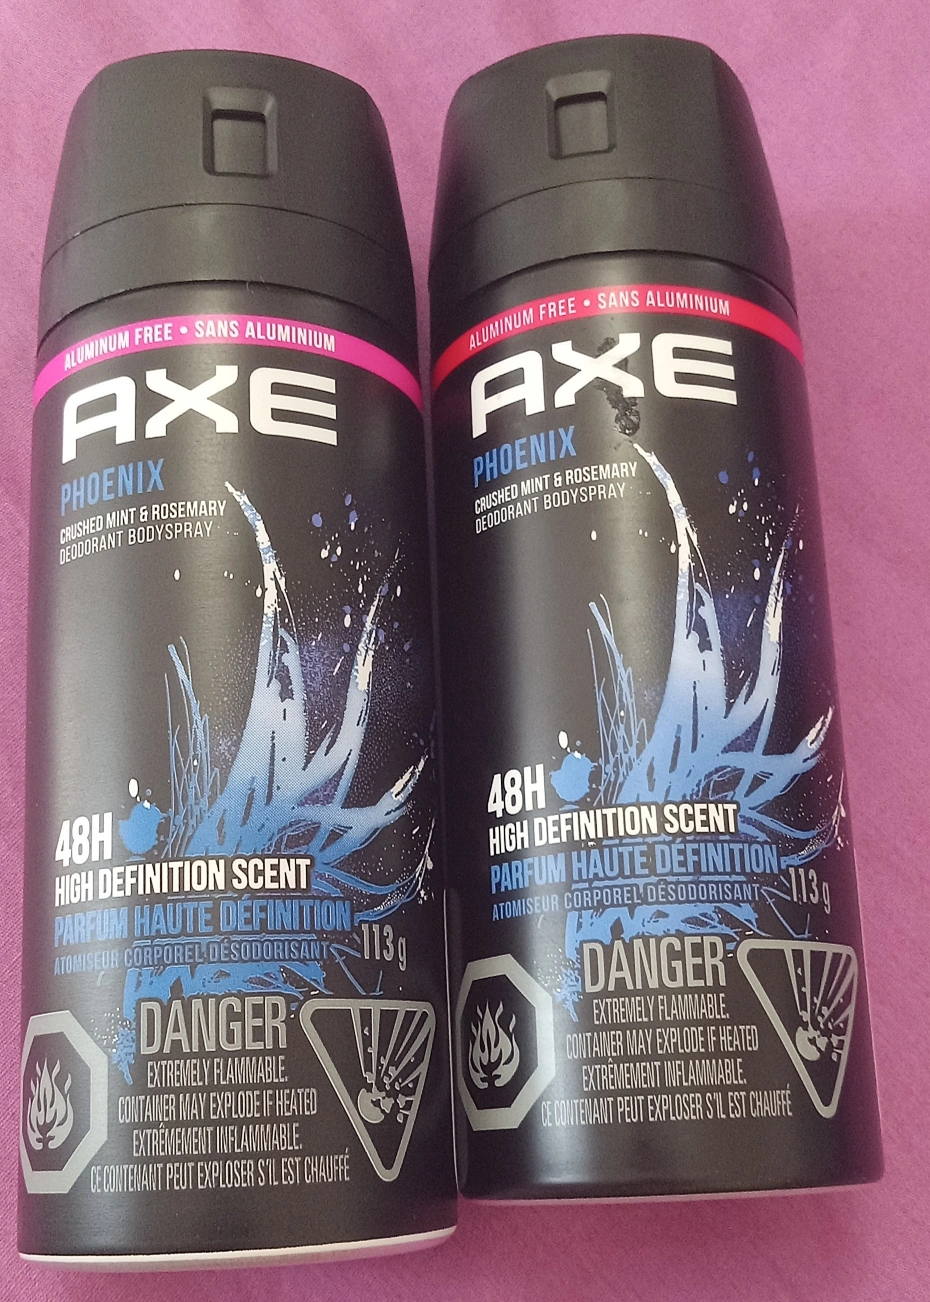 ALUMINUM FREE • SANS ALUMINIUM
AXE
PHOENIX
CRUSHED MINT & ROSEMARY
DEODORANT BODYSPRAY
48H
HIGH DEFINITION SCENT
PARFUM HAUTE DÉFINITION
ATOMISEUR CORPOREL DÉSODORISANT
113 g
DANGER
EXTREMELY FLAMMABLE.
CONTAINER MAY EXPLODE IF HEATED
EXTRÊMEMENT INFLAMMABLE.
CE CONTENANT PEUT EXPLOSER S'IL EST CHAUFFÉ
ALUMINUM FREE • SANS ALUMINIUM
AXE
PHOENIX
CRUSHED MINT & ROSEMARY
DEODORANT BODYSPRAY
48H
HIGH DEFINITION SCENT
PARFUM HAUTE DÉFINITION
ATOMISEUR CORPOREL DÉSODORISANT
113 g
DANGER
EXTREMELY FLAMMABLE.
CONTAINER MAY EXPLODE IF HEATED
EXTRÊMEMENT INFLAMMABLE.
CE CONTENANT PEUT EXPLOSER S'IL EST CHAUFFÉ